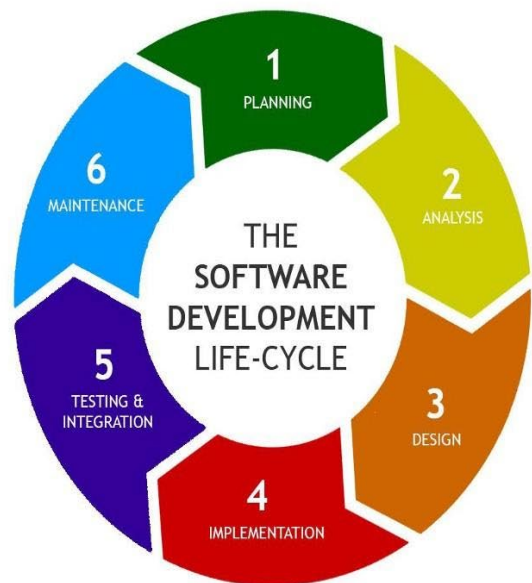 THE
SOFTWARE
DEVELOPMENT
LIFE-CYCLE
1
PLANNING
2
ANALYSIS
3
DESIGN
4
IMPLEMENTATION
5
TESTING &
INTEGRATION
6
MAINTENANCE